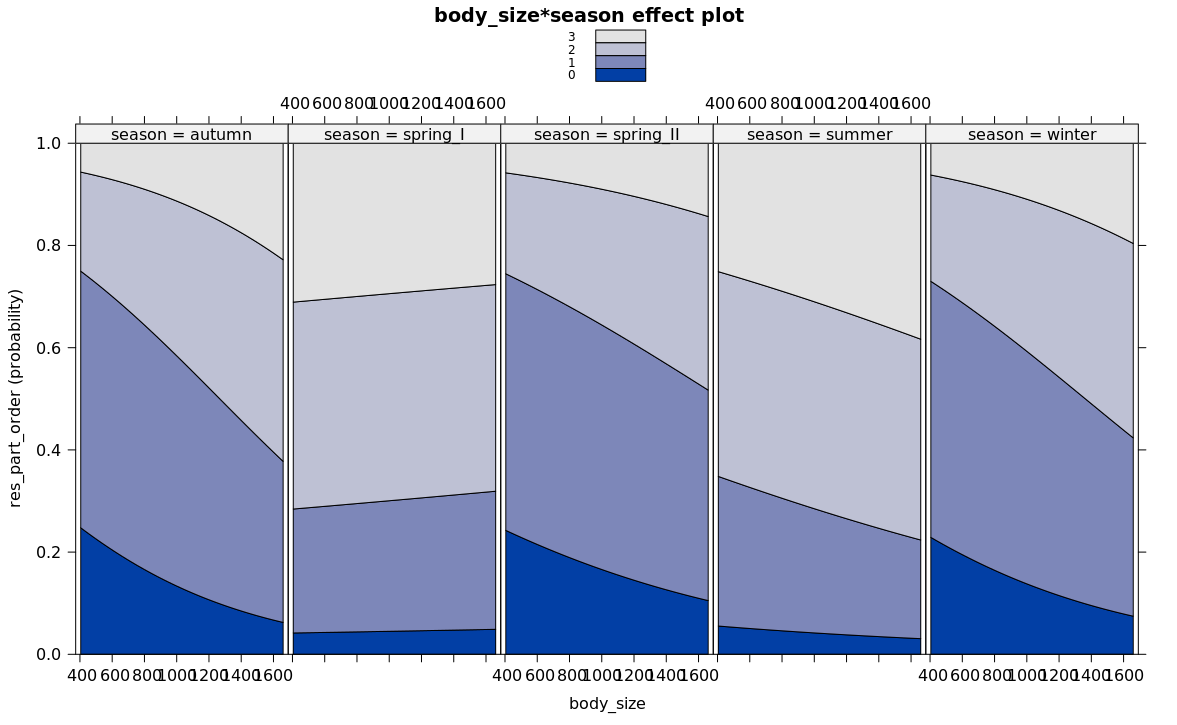 body_size*season effect plot
3
2
1
0
400 600 800 1000 1200 1400 1600 400 600 800 1000 1200 1400 1600
season = autumn season = spring_I season = spring_II season = summer season = winter
1.0
0.8
0.6
0.4
0.2
0.0
res_part_order (probability)
400 600 800 1000 1200 1400 1600 400 600 800 1000 1200 1400 1600 400 600 800 1000 1200 1400 1600
body_size